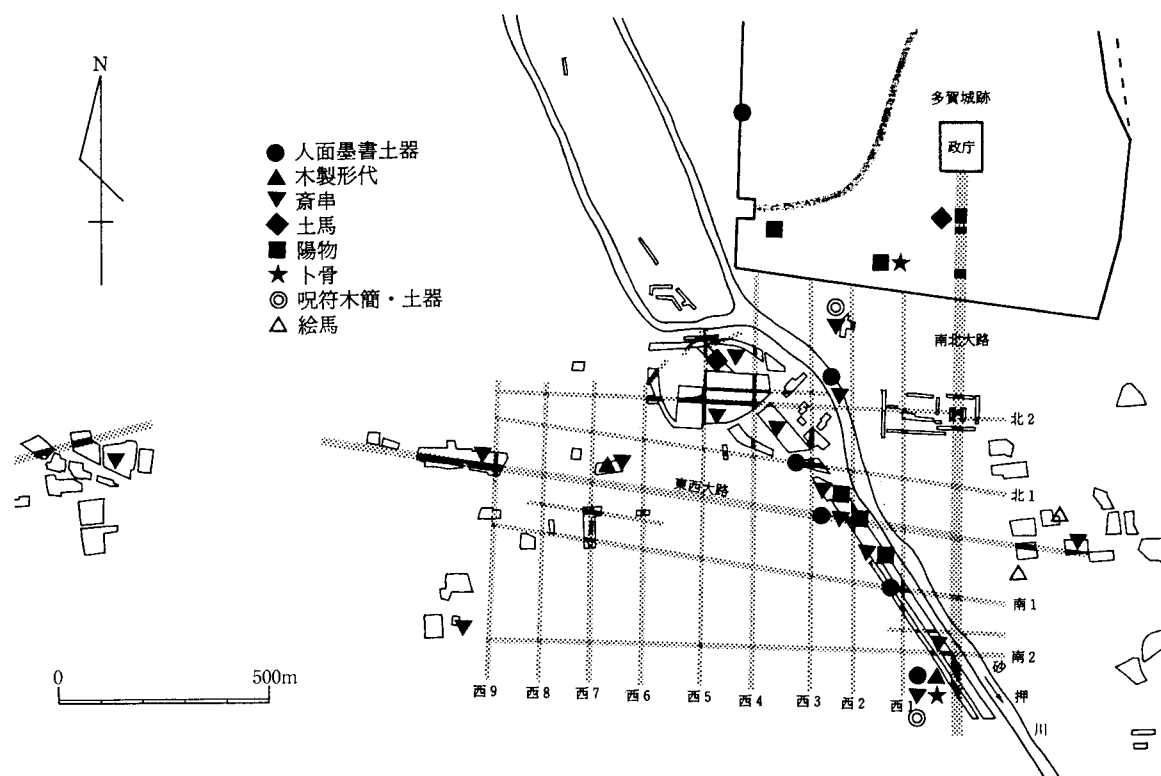 N
人面墨書土器
木製形代
斎串
土馬
陽物
卜骨
呪符木簡・土器
絵馬
多賀城跡
政庁
南北大路
北2
北1
東西大路
南1
南2
西9
西8
西7
西6
西5
西4
西3
西2
西1
砂押川
0
500m